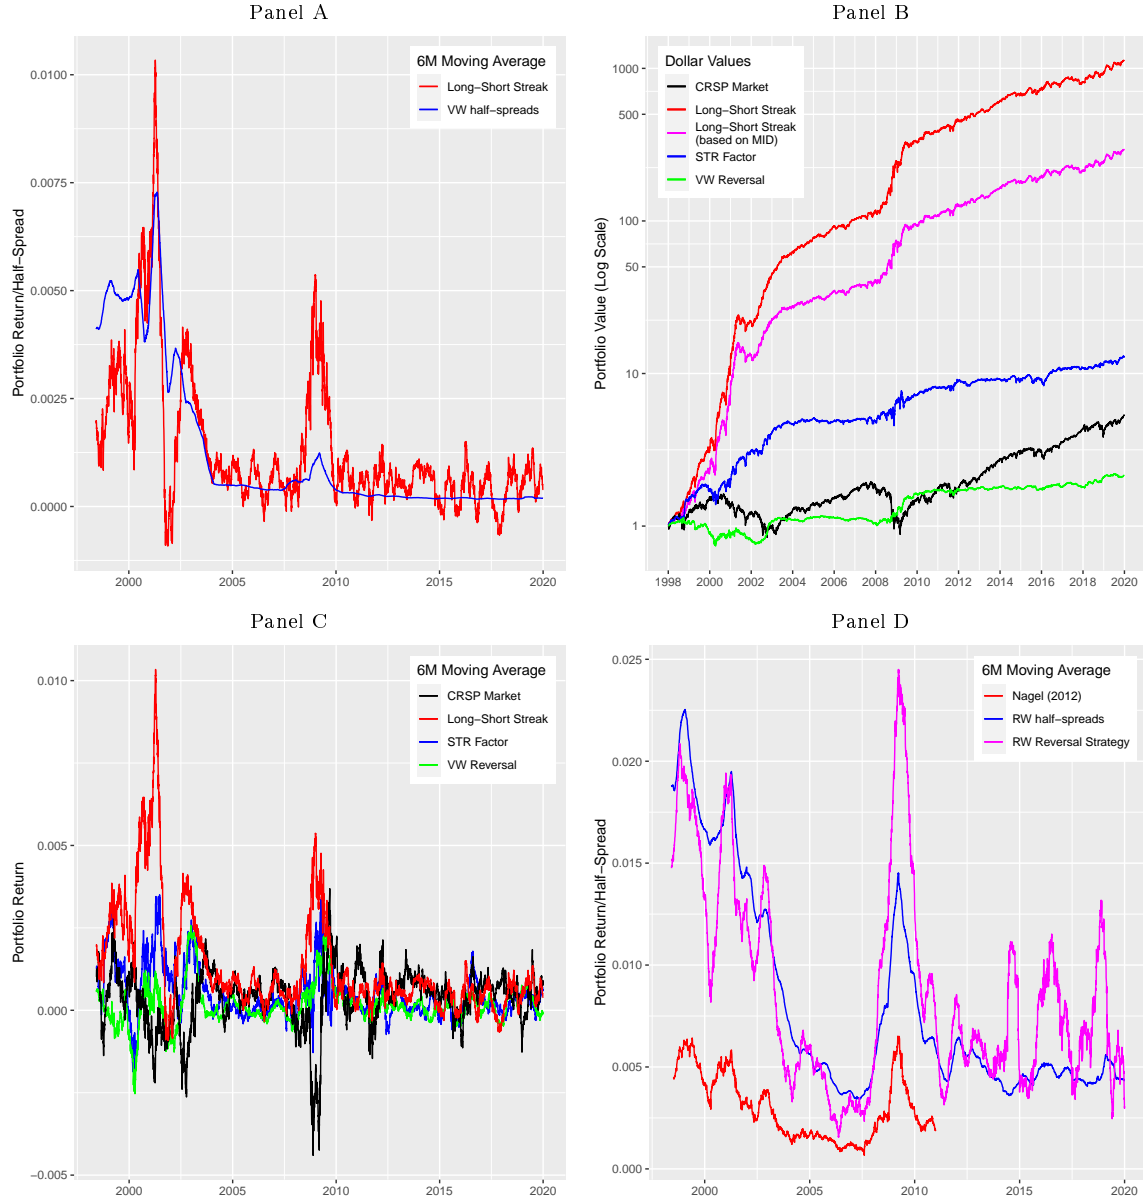 Panel A
6M Moving Average
Long−Short Streak
VW half−spreads
Portfolio Return/Half−Spread
0.0100
0.0075
0.0050
0.0025
0.0000
2000 2005 2010 2015 2020
Panel B
Dollar Values
CRSP Market
Long−Short Streak
Long−Short Streak
(based on MID)
STR Factor
VW Reversal
Portfolio Value (Log Scale)
1000
500
100
50
10
1
1998 2000 2002 2004 2006 2008 2010 2012 2014 2016 2018 2020
Panel C
6M Moving Average
CRSP Market
Long−Short Streak
STR Factor
VW Reversal
Portfolio Return
0.010
0.005
0.000
−0.005
2000 2005 2010 2015 2020
Panel D
6M Moving Average
Nagel (2012)
RW half−spreads
RW Reversal Strategy
Portfolio Return/Half−Spread
0.025
0.020
0.015
0.010
0.005
0.000
2000 2005 2010 2015 2020